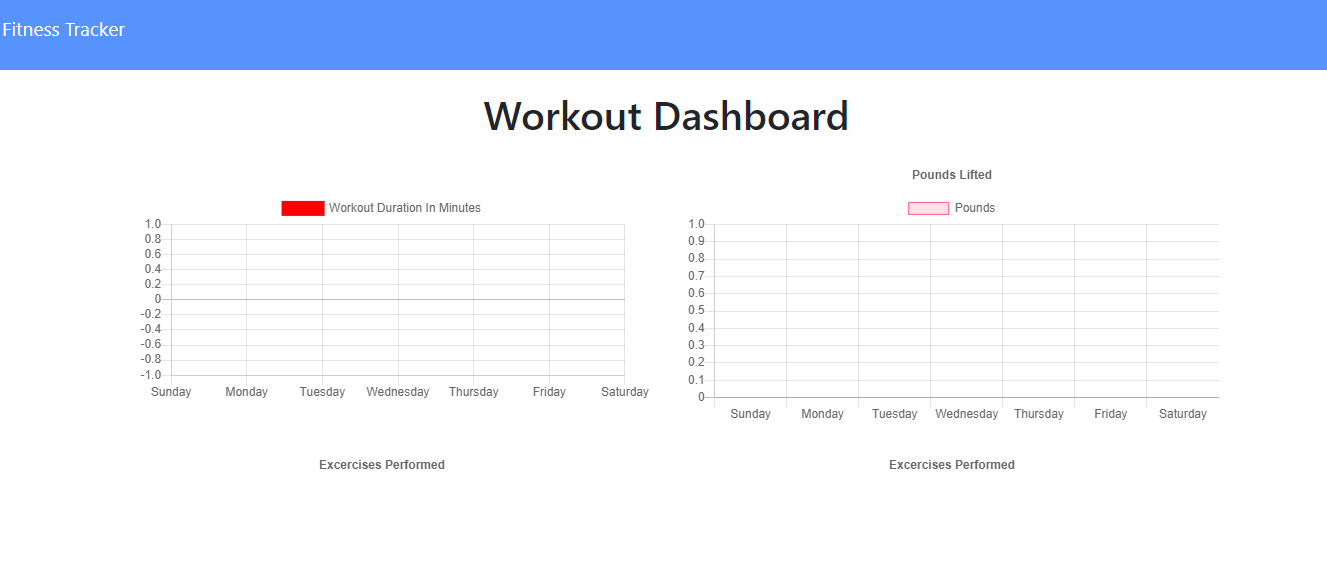 Fitness Tracker
Workout Dashboard
Workout Duration In Minutes
1.0
0.8
0.6
0.4
0.2
0
-0.2
-0.4
-0.6
-0.8
-1.0
Sunday Monday Tuesday Wednesday Thursday Friday Saturday
Pounds Lifted
Pounds
1.0
0.9
0.8
0.7
0.6
0.5
0.4
0.3
0.2
0.1
0
Sunday Monday Tuesday Wednesday Thursday Friday Saturday
Excercises Performed
Excercises Performed